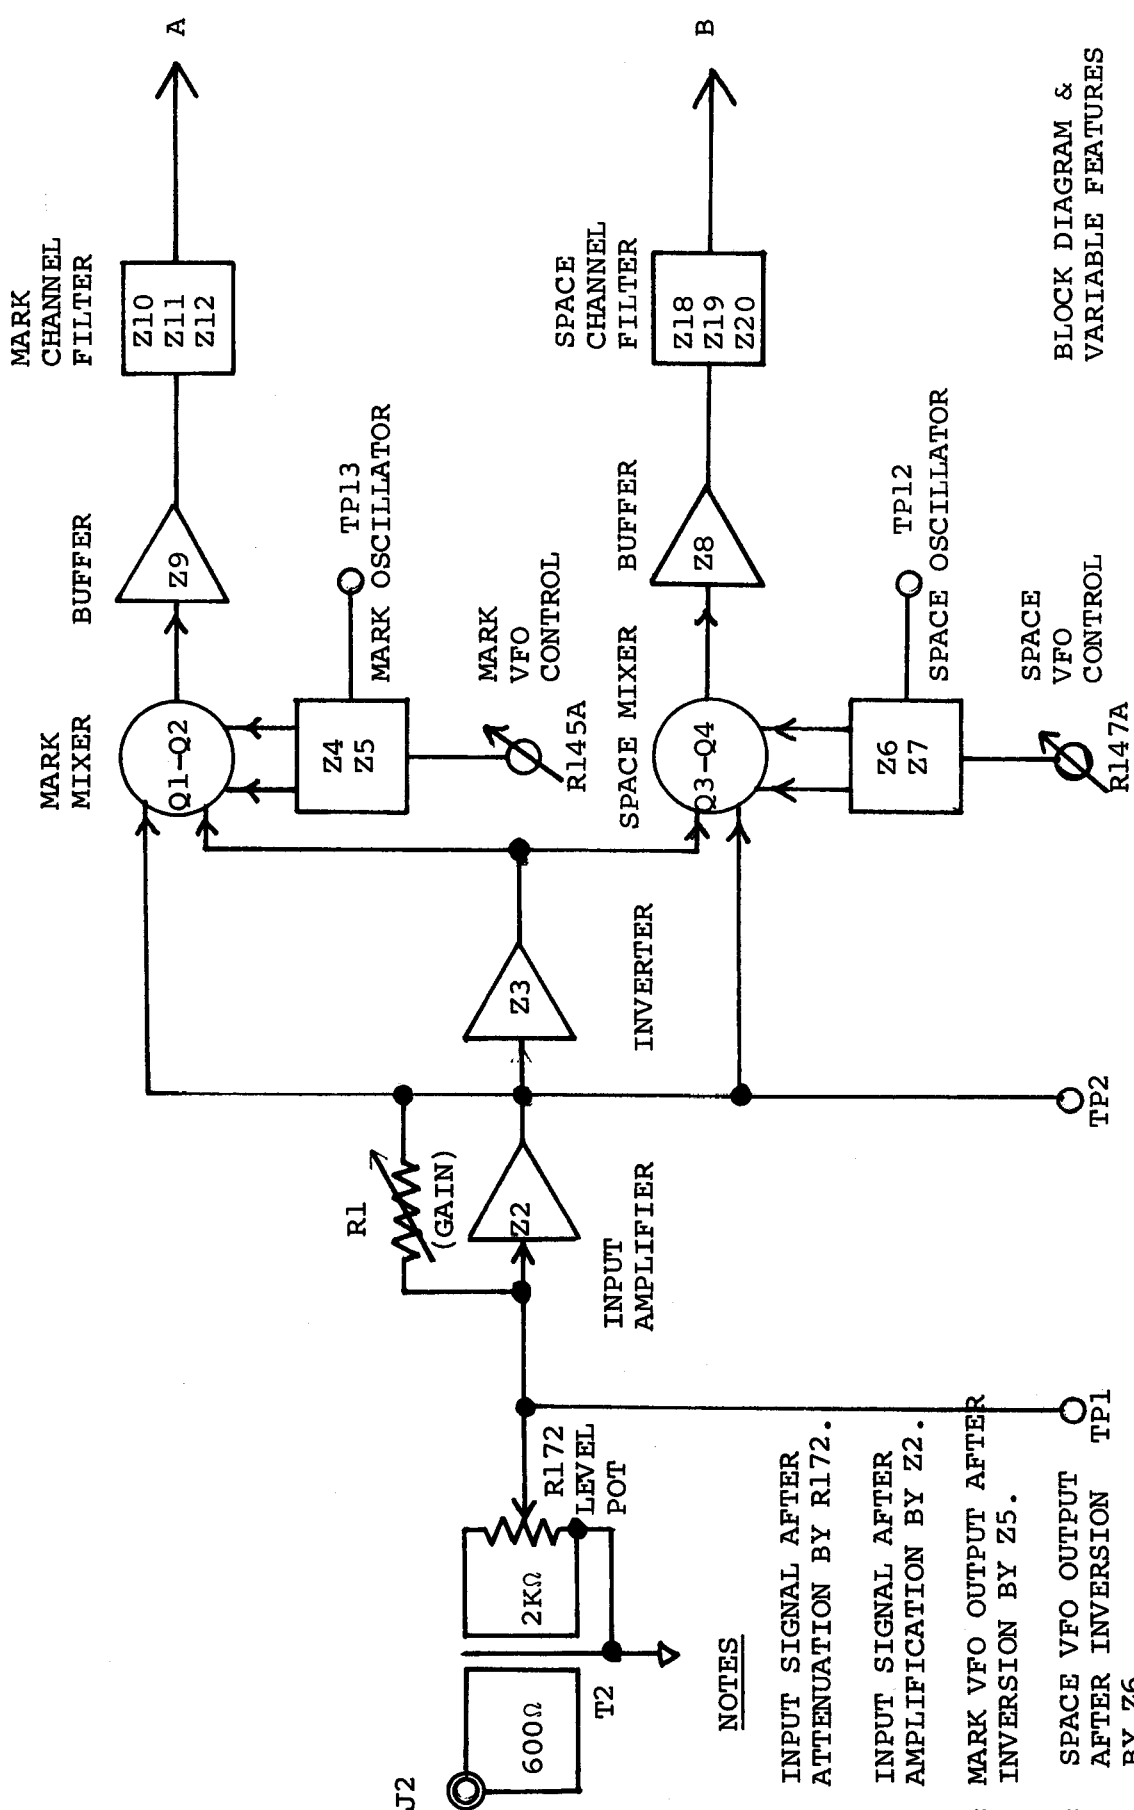 A
B
MARK
CHANNEL
FILTER
Z10
Z11
Z12
SPACE
CHANNEL
FILTER
Z18
Z19
Z20
BLOCK DIAGRAM &
VARIABLE FEATURES
BUFFER
Z9
TP13
MARK OSCILLATOR
BUFFER
Z8
TP12
SPACE OSCILLATOR
MARK
MIXER
Q1-Q2
Z4
Z5
MARK
VFO
CONTROL
R145A
SPACE MIXER
Q3-Q4
Z6
Z7
SPACE
VFO
CONTROL
R147A
Z3
INVERTER
R1
(GAIN)
Z2
INPUT
AMPLIFIER
TP2
TP1
J2
600Ω
T2
2KΩ
R172
LEVEL
POT
NOTES
INPUT SIGNAL AFTER
ATTENUATION BY R172.
INPUT SIGNAL AFTER
AMPLIFICATION BY Z2.
MARK VFO OUTPUT AFTER
INVERSION BY Z5.
SPACE VFO OUTPUT
AFTER INVERSION
BY Z6